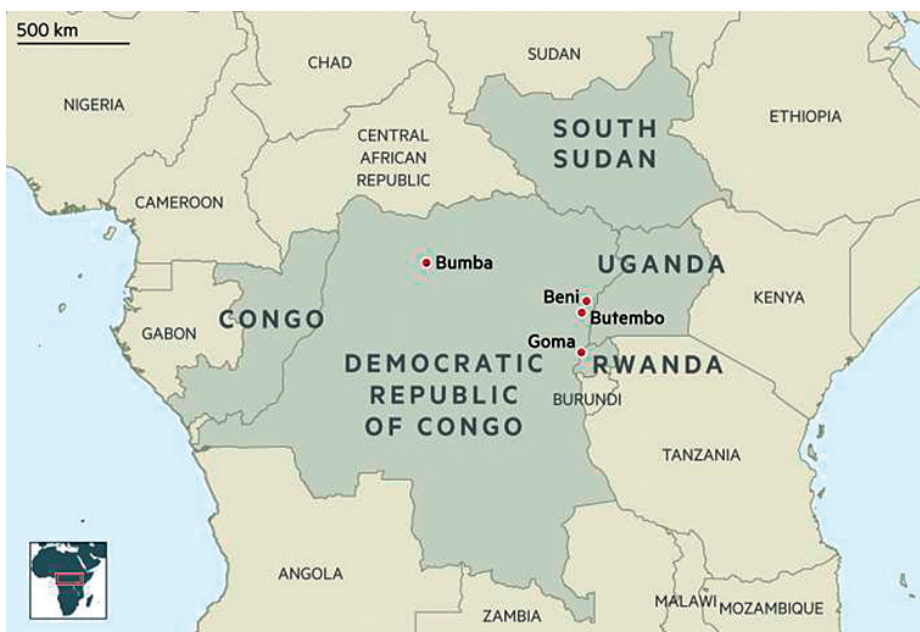 500 km
CHAD
SUDAN
NIGERIA
ETHIOPIA
SOUTH
SUDAN
CENTRAL
AFRICAN
REPUBLIC
CAMEROON
Bumba
UGANDA
Beni
KENYA
Butembo
CONGO
GABON
Goma
DEMOCRATIC
REPUBLIC
OF CONGO
RWANDA
BURUNDI
TANZANIA
ANGOLA
MALAWI
MOZAMBIQUE
ZAMBIA